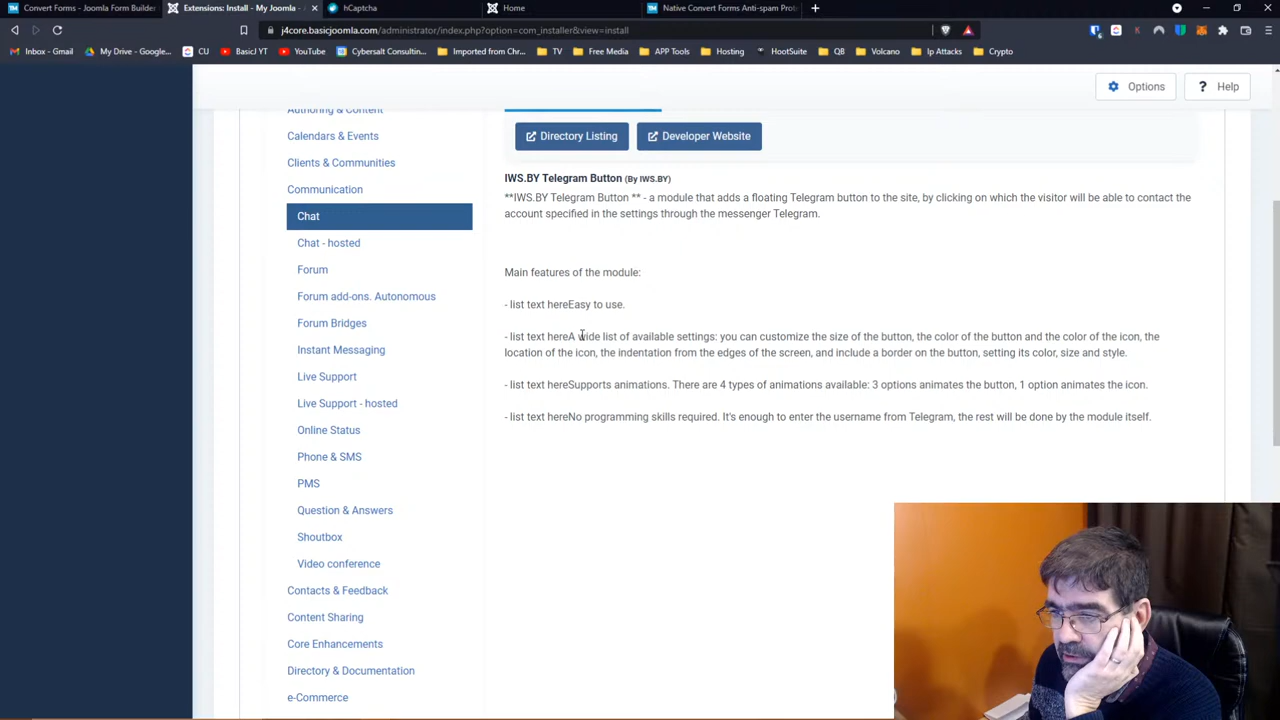 Convert Forms - Joomla Form Builder
Extensions: Install - My Joomla -
hCaptcha
Home
Native Convert Forms Anti-spam Prot
j4core.basicjoomla.com/administrator/index.php?option=com_installer&view=install
Inbox - Gmail
My Drive - Google...
CU
Basic YT
YouTube
Cybersalt Consultin...
Imported from Chr...
TV
Free Media
APP Tools
Hosting
HootSuite
QB
Volcano
Ip Attacks
Crypto
Options
Help
Authoring & Content
Calendars & Events
Clients & Communities
Communication
Chat
Chat - hosted
Forum
Forum add-ons. Autonomous
Forum Bridges
Instant Messaging
Live Support
Live Support - hosted
Online Status
Phone & SMS
PMS
Question & Answers
Shoutbox
Video conference
Contacts & Feedback
Content Sharing
Core Enhancements
Directory & Documentation
e-Commerce
Directory Listing
Developer Website
IWS.BY Telegram Button (By IWS.BY)
**IWS.BY Telegram Button ** - a module that adds a floating Telegram button to the site, by clicking on which the visitor will be able to contact the
account specified in the settings through the messenger Telegram.
Main features of the module:
- list text hereEasy to use.
- list text hereA wide list of available settings: you can customize the size of the button, the color of the button and the color of the icon, the
location of the icon, the indentation from the edges of the screen, and include a border on the button, setting its color, size and style.
- list text hereSupports animations. There are 4 types of animations available: 3 options animates the button, 1 option animates the icon.
- list text hereNo programming skills required. It's enough to enter the username from Telegram, the rest will be done by the module itself.